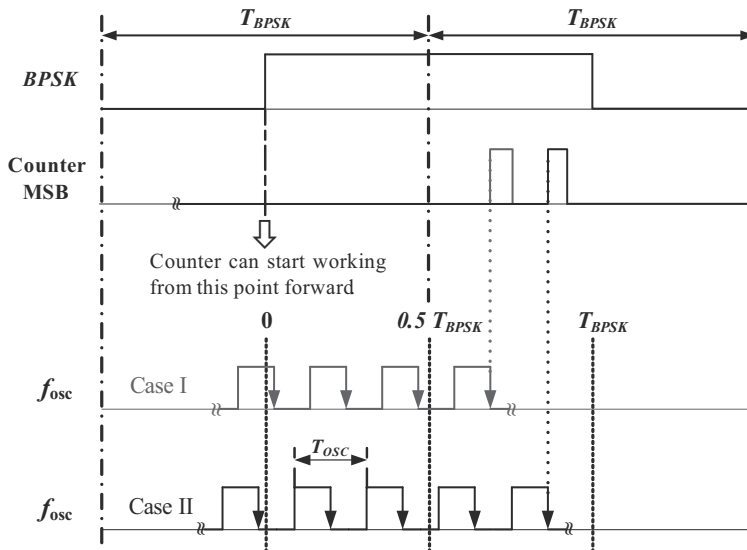 T_BPSK T_BPSK
BPSK
Counter
MSB
Counter can start working
from this point forward
0 0.5 T_BPSK T_BPSK
f_osc Case I
T_OSC
f_osc Case II